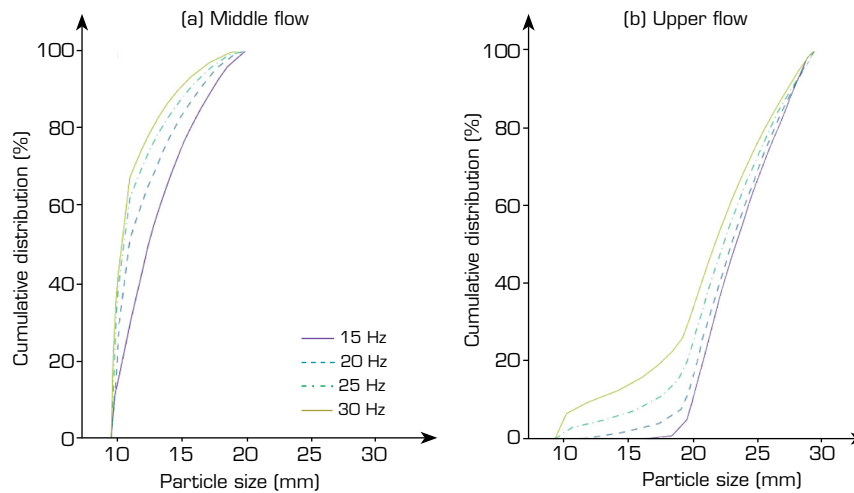 (a) Middle flow
100
80
60
40
20
0
10
15
20
25
30
Cumulative distribution (%)
Particle size (mm)
15 Hz
20 Hz
25 Hz
30 Hz
(b) Upper flow
100
80
60
40
20
0
10
15
20
25
30
Cumulative distribution (%)
Particle size (mm)